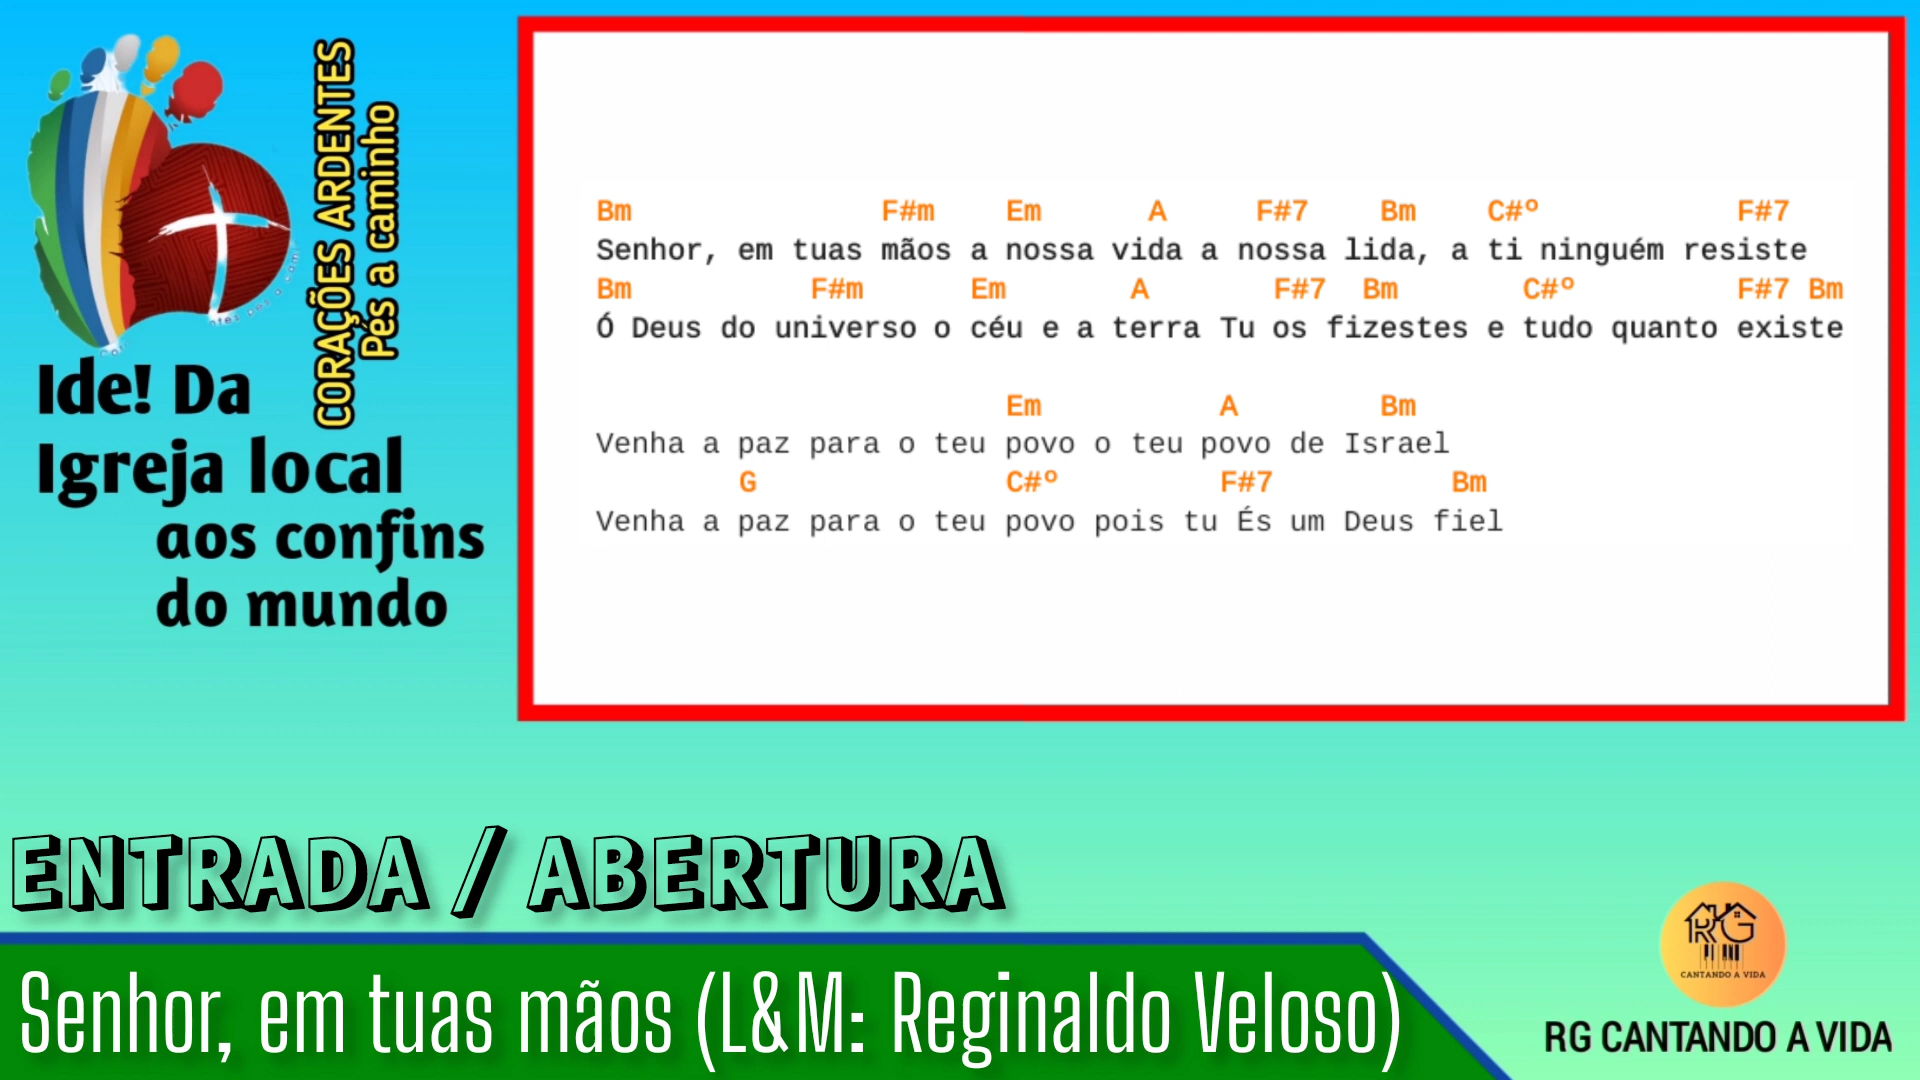 CORAÇÕES ARDENTES
Pés a caminho
Ide! Da
Igreja local
aos confins
do mundo
Bm F#m Em A F#7 Bm C#º F#7
Senhor, em tuas mãos a nossa vida a nossa lida, a ti ninguém resiste
Bm F#m Em A F#7 Bm C#º F#7 Bm
Ó Deus do universo o céu e a terra Tu os fizestes e tudo quanto existe
Em A Bm
Venha a paz para o teu povo o teu povo de Israel
G C#º F#7 Bm
Venha a paz para o teu povo pois tu És um Deus fiel
ENTRADA / ABERTURA
Senhor, em tuas mãos (L&M: Reginaldo Veloso)
RG
CANTANDO A VIDA
RG CANTANDO A VIDA